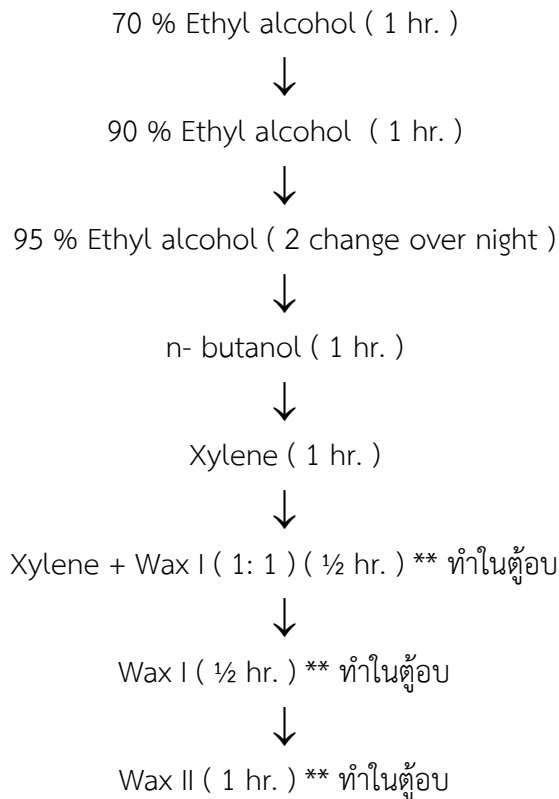 70 % Ethyl alcohol ( 1 hr. )
↓
90 % Ethyl alcohol ( 1 hr. )
↓
95 % Ethyl alcohol ( 2 change over night )
↓
n- butanol ( 1 hr. )
↓
Xylene ( 1 hr. )
↓
Xylene + Wax I ( 1: 1 ) ( ½ hr. ) ** ทำในตู้อบ
↓
Wax I ( ½ hr. ) ** ทำในตู้อบ
↓
Wax II ( 1 hr. ) ** ทำในตู้อบ